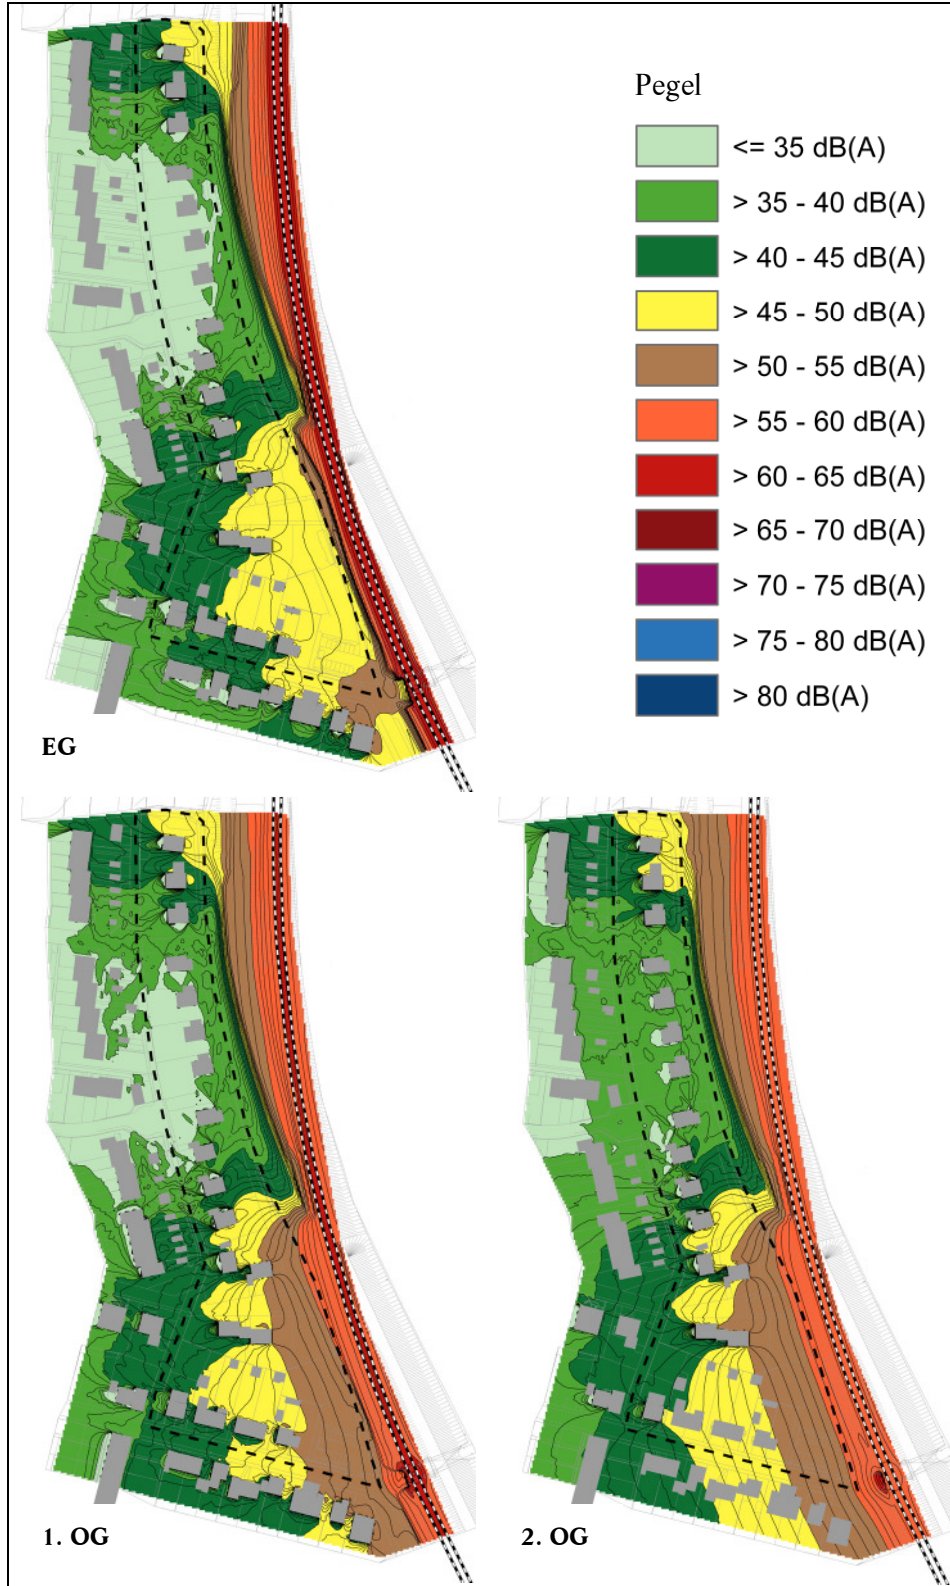 Pegel
<= 35 dB(A)
> 35 - 40 dB(A)
> 40 - 45 dB(A)
> 45 - 50 dB(A)
> 50 - 55 dB(A)
> 55 - 60 dB(A)
> 60 - 65 dB(A)
> 65 - 70 dB(A)
> 70 - 75 dB(A)
> 75 - 80 dB(A)
> 80 dB(A)
EG
1. OG
2. OG